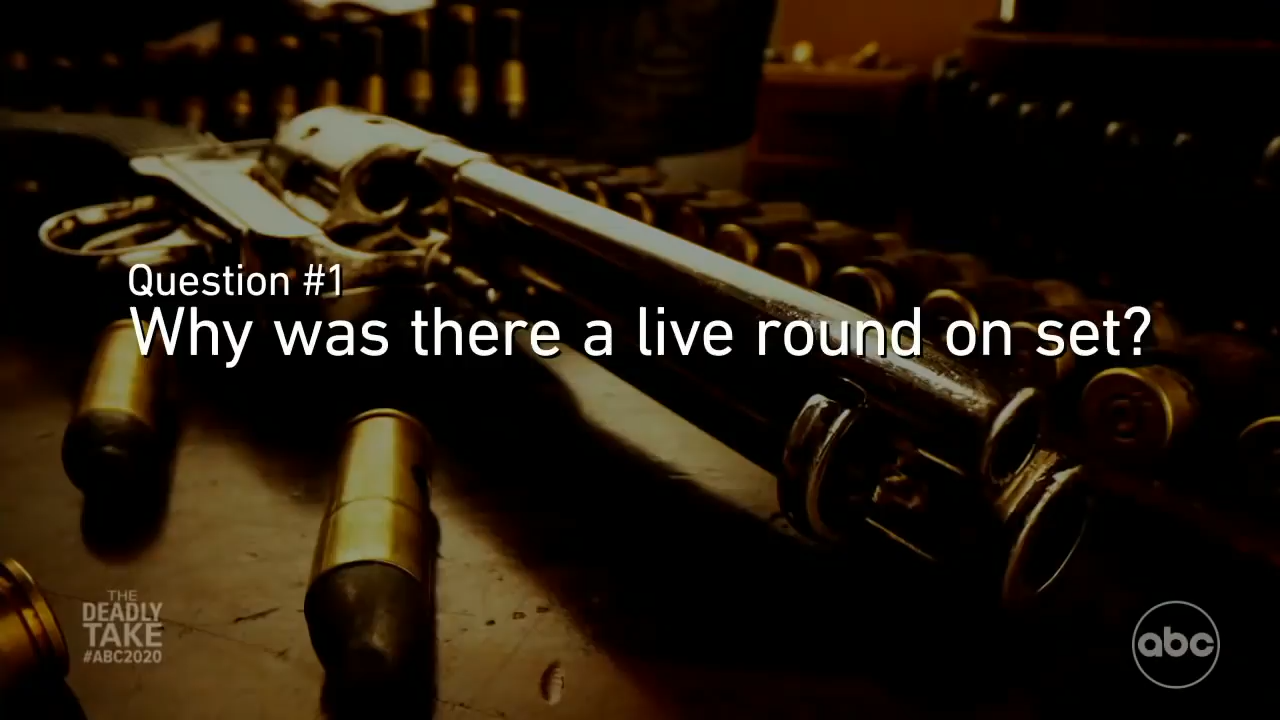 Question #1
Why was there a live round on set?
THE
DEADLY
TAKE
#ABC2020
abc